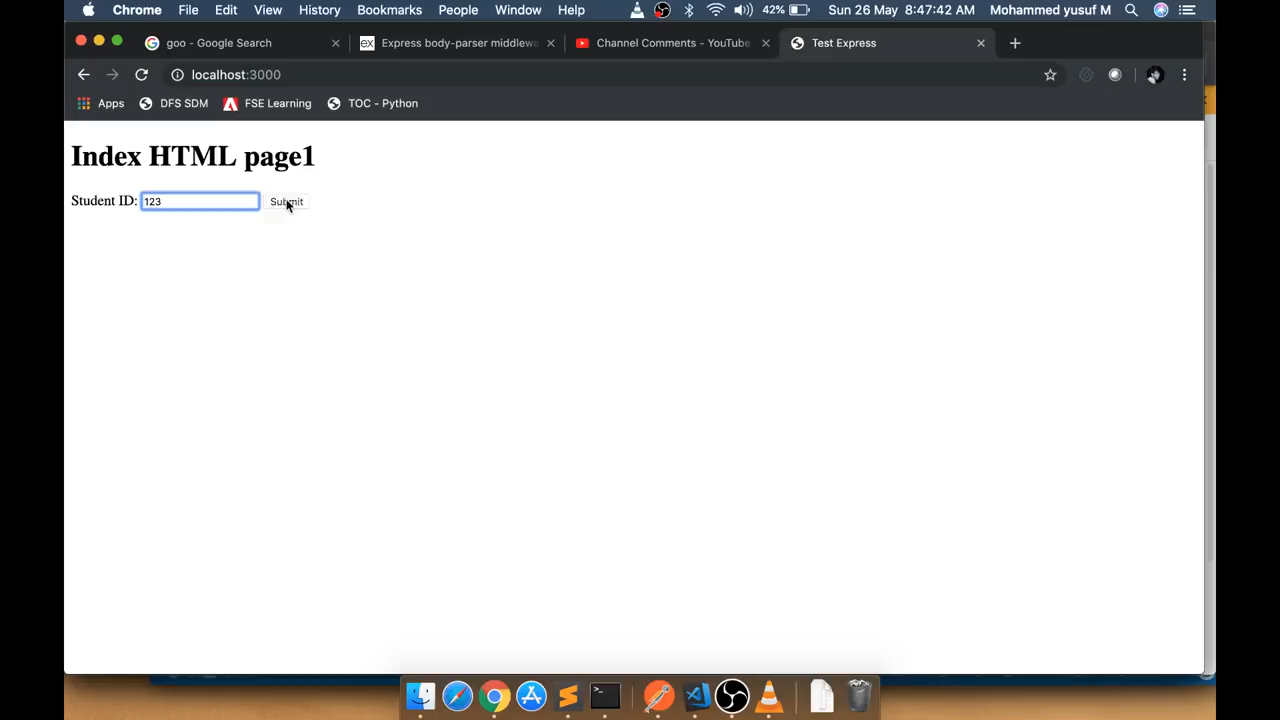 Chrome File Edit View History Bookmarks People Window Help 42% Sun 26 May 8:47:42 AM Mohammed yusuf M
goo - Google Search ex Express body-parser middlewa Channel Comments - YouTube Test Express
localhost:3000
Apps DFS SDM FSE Learning TOC - Python
Index HTML page1
Student ID: 123 Submit